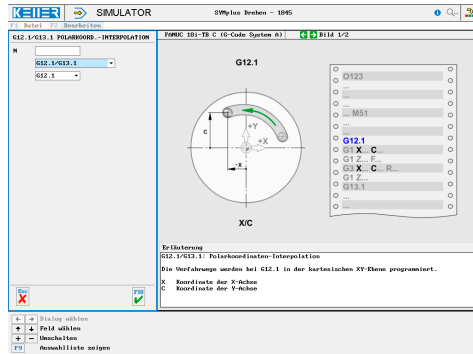 KELLER SIMULATOR SYMplus Drehen - 1845
F1 Datei F2 Bearbeiten
G12.1/G13.1 POLARKOORD.-INTERPOLATION
FANUC 18i-TB C (G-Code System A) Bild 1/2
N
G12.1/G13.1
G12.1
G12.1
+Y
+X
C
-X
X/C
O123
...
...
... M51
...
G12.1
G1 X... C...
G1 Z... F...
G3 X... C... R...
G1 Z...
G13.1
...
...
Erläuterung
G12.1/G13.1: Polarkoordinaten-Interpolation
Die Verfahrwege werden bei G12.1 in der kartesischen XY-Ebene programmiert.
X Koordinate der X-Achse
C Koordinate der Y-Achse
Esc
F10
Dialog wählen
Feld wählen
+ - Umschalten
F9 Auswahlliste zeigen